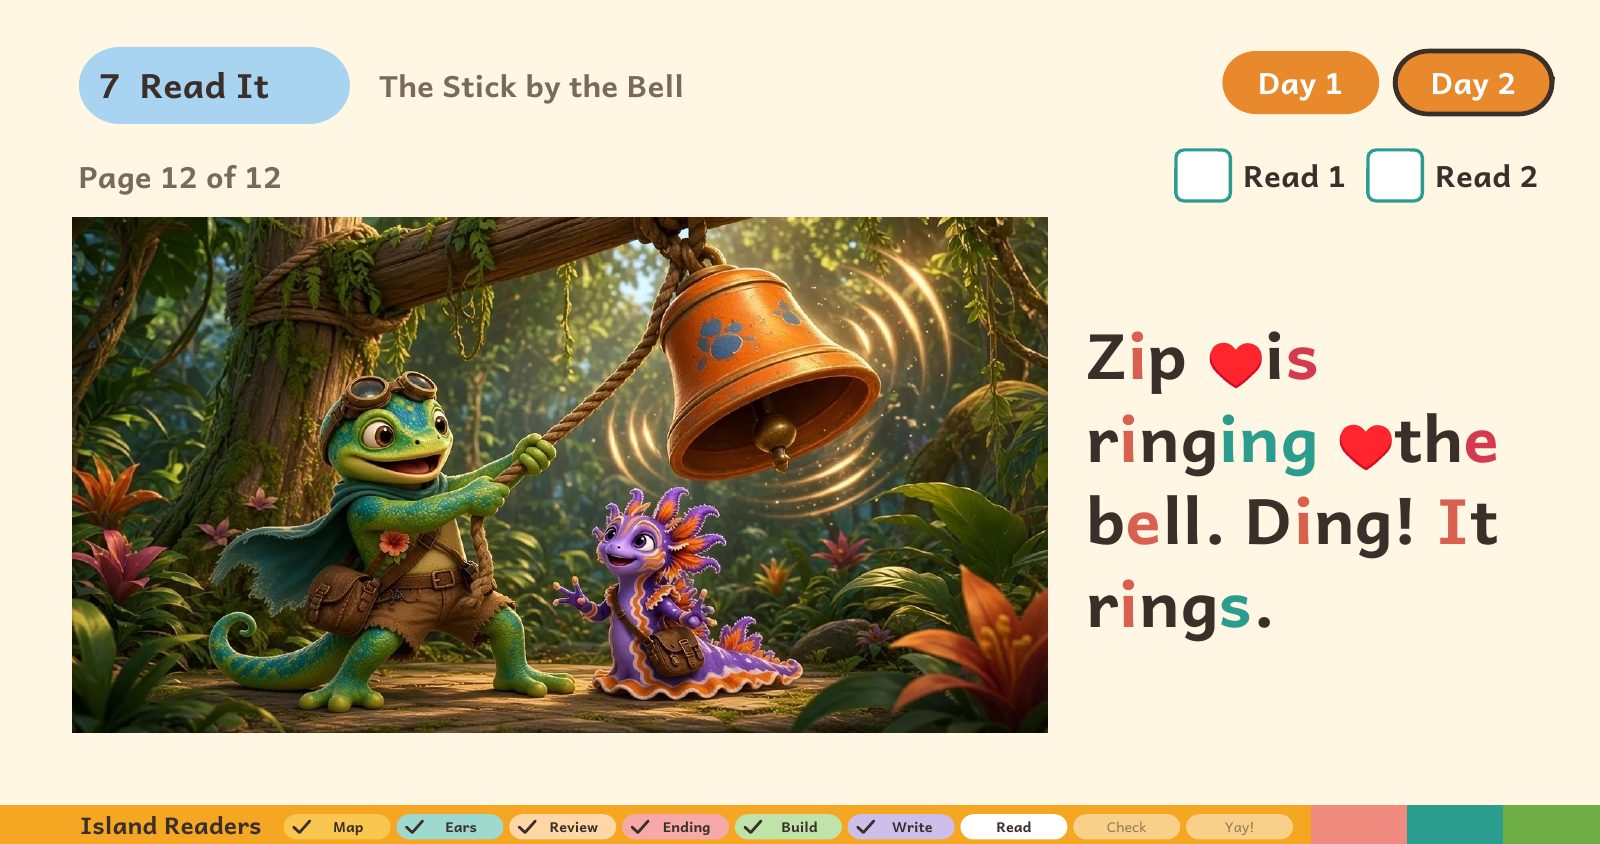 7 Read It
The Stick by the Bell
Day 1
Day 2
Page 12 of 12
Read 1
Read 2
Zip ❤is
ringing ❤the
bell. Ding! It
rings.
Island Readers
Map
Ears
Review
Ending
Build
Write
Read
Check
Yay!